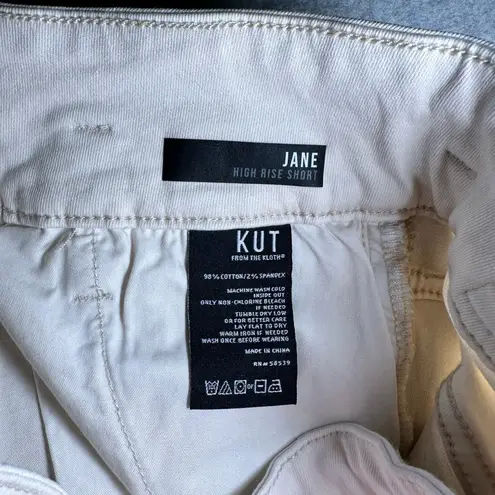 JANE
HIGH RISE SHORT
KUT
FROM THE KLOTH®
98% COTTON/2% SPANDEX
MACHINE WASH COLD
INSIDE OUT
ONLY NON-CHLORINE BLEACH
IF NEEDED
TUMBLE DRY LOW
OR FOR BETTER CARE
LAY FLAT TO DRY
WARM IRON IF NEEDED
WASH ONCE BEFORE WEARING
MADE IN CHINA
RN# 58539
OR